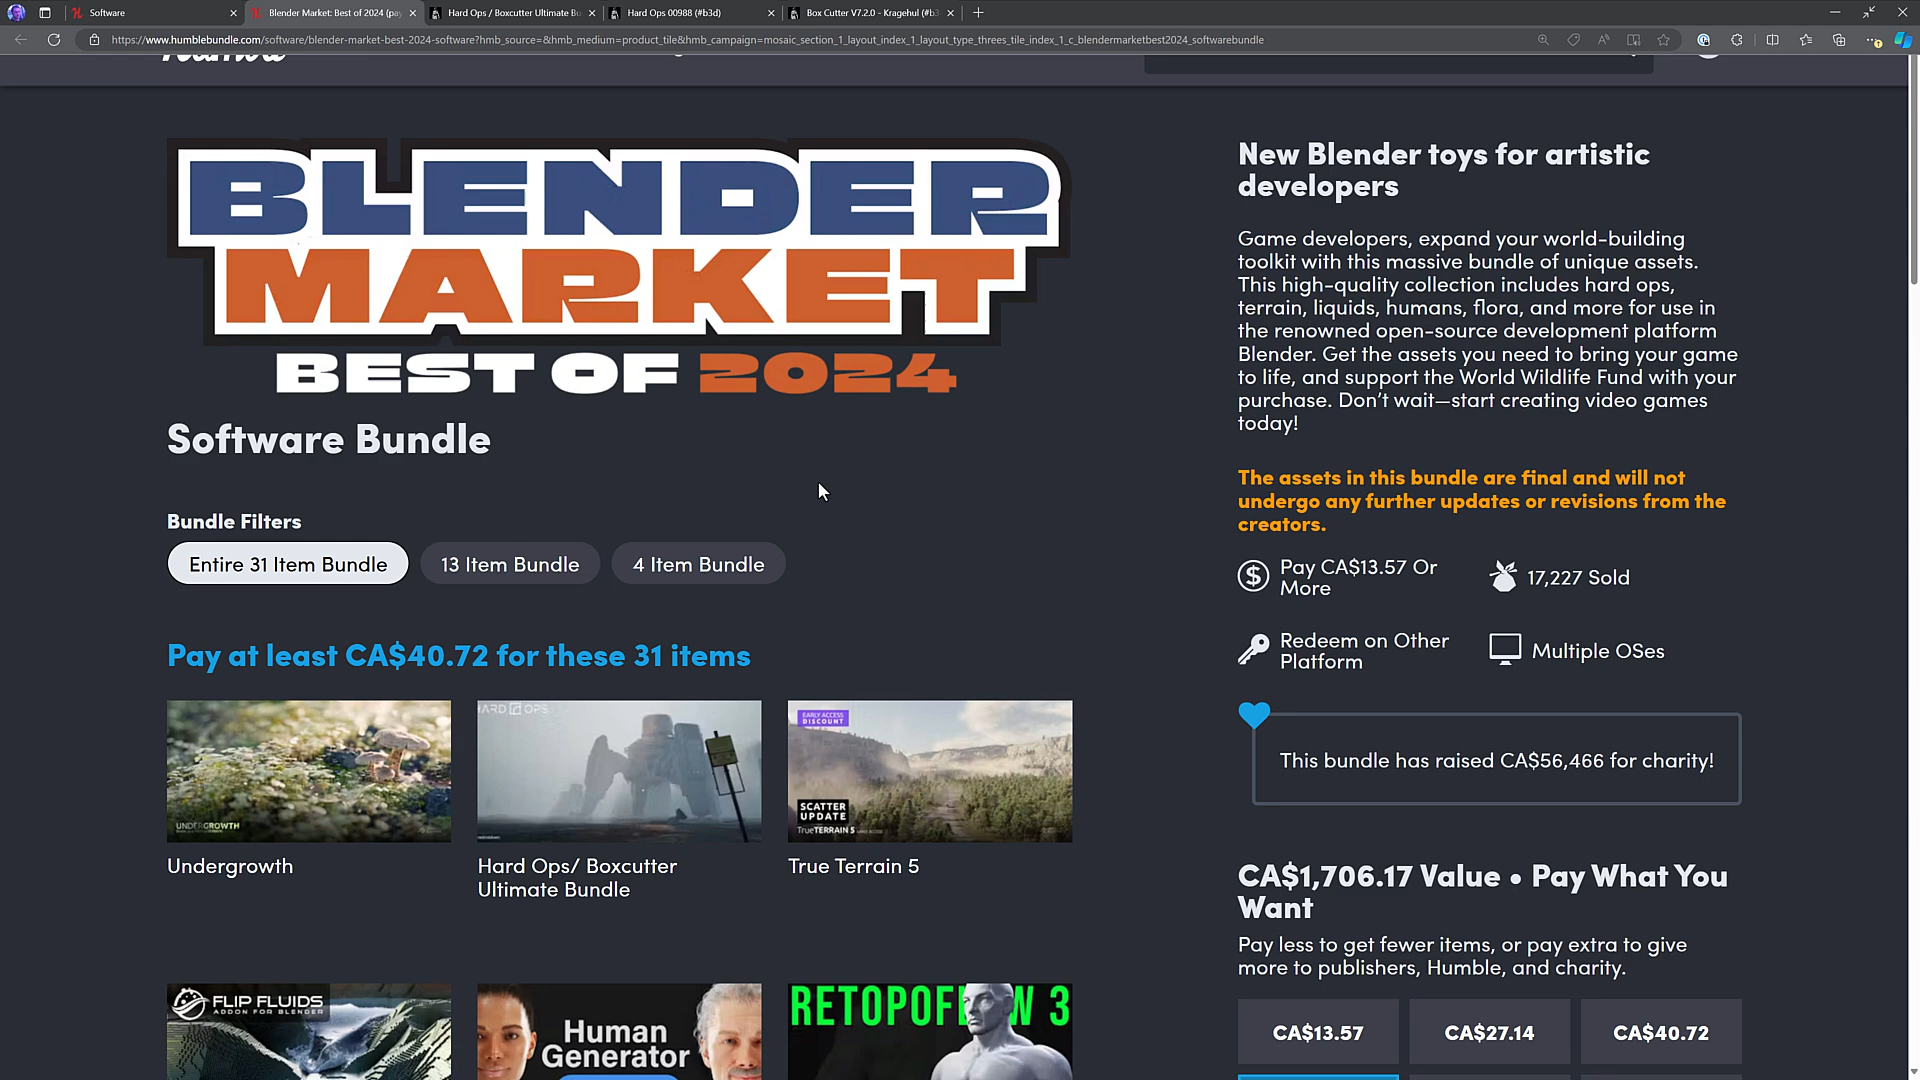 Software
Blender Market: Best of 2024 (pa
Hard Ops / Boxcutter Ultimate Bu
Hard Ops 00988 (#b3d)
Box Cutter V7.2.0 - Kragehul (#b3
https://www.humblebundle.com/software/blender-market-best-2024-software?hmb_source=&hmb_medium=product_tile&hmb_campaign=mosaic_section_1_layout_index_1_layout_type_threes_tile_index_1_c_blendermarketbest2024_softwarebundle
BLENDER
MARKET
BEST OF 2024
Software Bundle
Bundle Filters
Entire 31 Item Bundle
13 Item Bundle
4 Item Bundle
Pay at least CA$40.72 for these 31 items
UNDERGROWTH
HARD OPS
EARLY ACCESS
DISCOUNT
SCATTER
UPDATE
TrueTERRAIN 5
Undergrowth
Hard Ops/ Boxcutter
Ultimate Bundle
True Terrain 5
FLIP FLUIDS
ADDON FOR BLENDER
Human
Generator
RETOPOFLOW 3
New Blender toys for artistic
developers
Game developers, expand your world-building
toolkit with this massive bundle of unique assets.
This high-quality collection includes hard ops,
terrain, liquids, humans, flora, and more for use in
the renowned open-source development platform
Blender. Get the assets you need to bring your game
to life, and support the World Wildlife Fund with your
purchase. Don't wait—start creating video games
today!
The assets in this bundle are final and will not
undergo any further updates or revisions from the
creators.
Pay CA$13.57 Or
More
17,227 Sold
Redeem on Other
Platform
Multiple OSes
This bundle has raised CA$56,466 for charity!
CA$1,706.17 Value • Pay What You
Want
Pay less to get fewer items, or pay extra to give
more to publishers, Humble, and charity.
CA$13.57
CA$27.14
CA$40.72